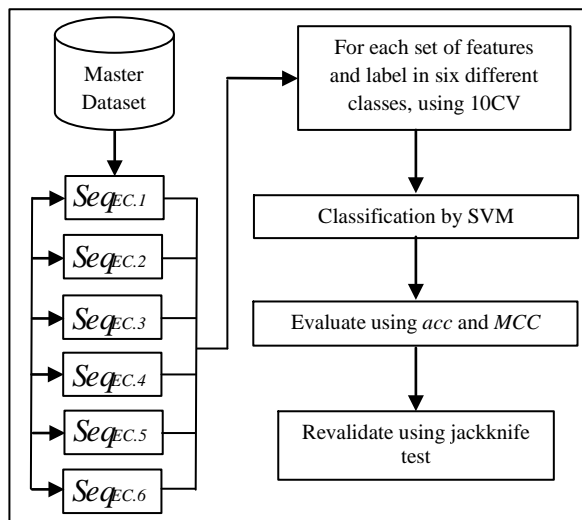 Master
Dataset
SeqEC.1
SeqEC.2
SeqEC.3
SeqEC.4
SeqEC.5
SeqEC.6
For each set of features
and label in six different
classes, using 10CV
Classification by SVM
Evaluate using acc and MCC
Revalidate using jackknife
test